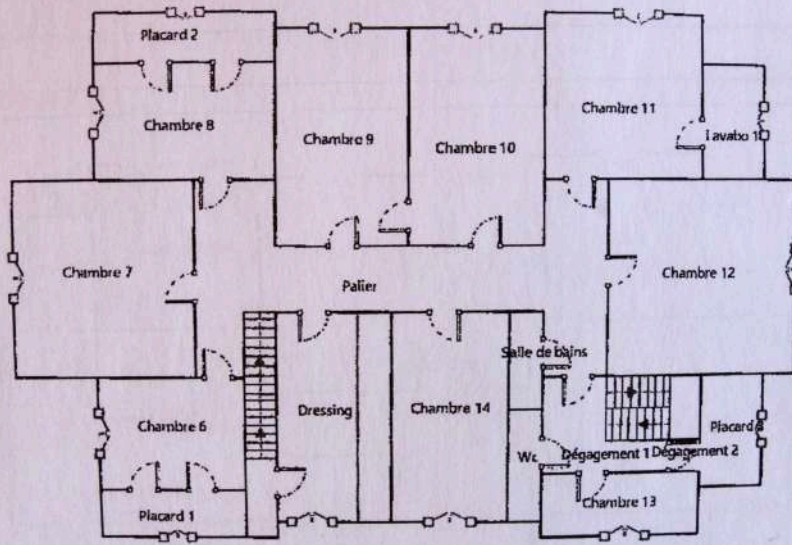 Placard 2
Chambre 8
Chambre 9
Chambre 10
Chambre 11
Lavabo 1
Chambre 7
Palier
Chambre 12
Salle de bains
Chambre 6
Dressing
Chambre 14
Placard
Wc
Dégagement 1
Dégagement 2
Placard 1
Chambre 13